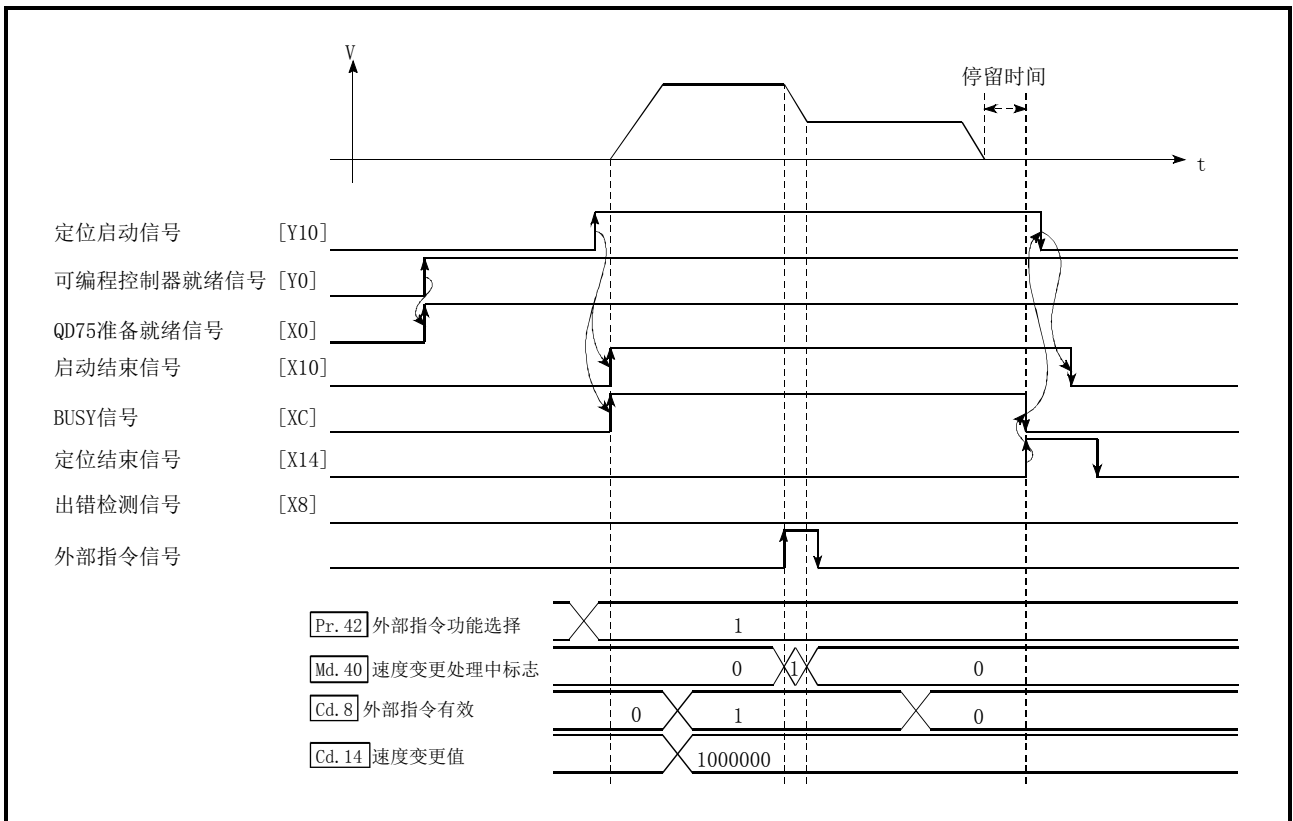 V
停留时间
t
定位启动信号 [Y10]
可编程控制器就绪信号 [Y0]
QD75准备就绪信号 [X0]
启动结束信号 [X10]
BUSY信号 [XC]
定位结束信号 [X14]
出错检测信号 [X8]
外部指令信号
Pr.42 外部指令功能选择 1
Md.40 速度变更处理中标志 0 1 0
Cd.8 外部指令有效 0 1 0
Cd.14 速度变更值 1000000